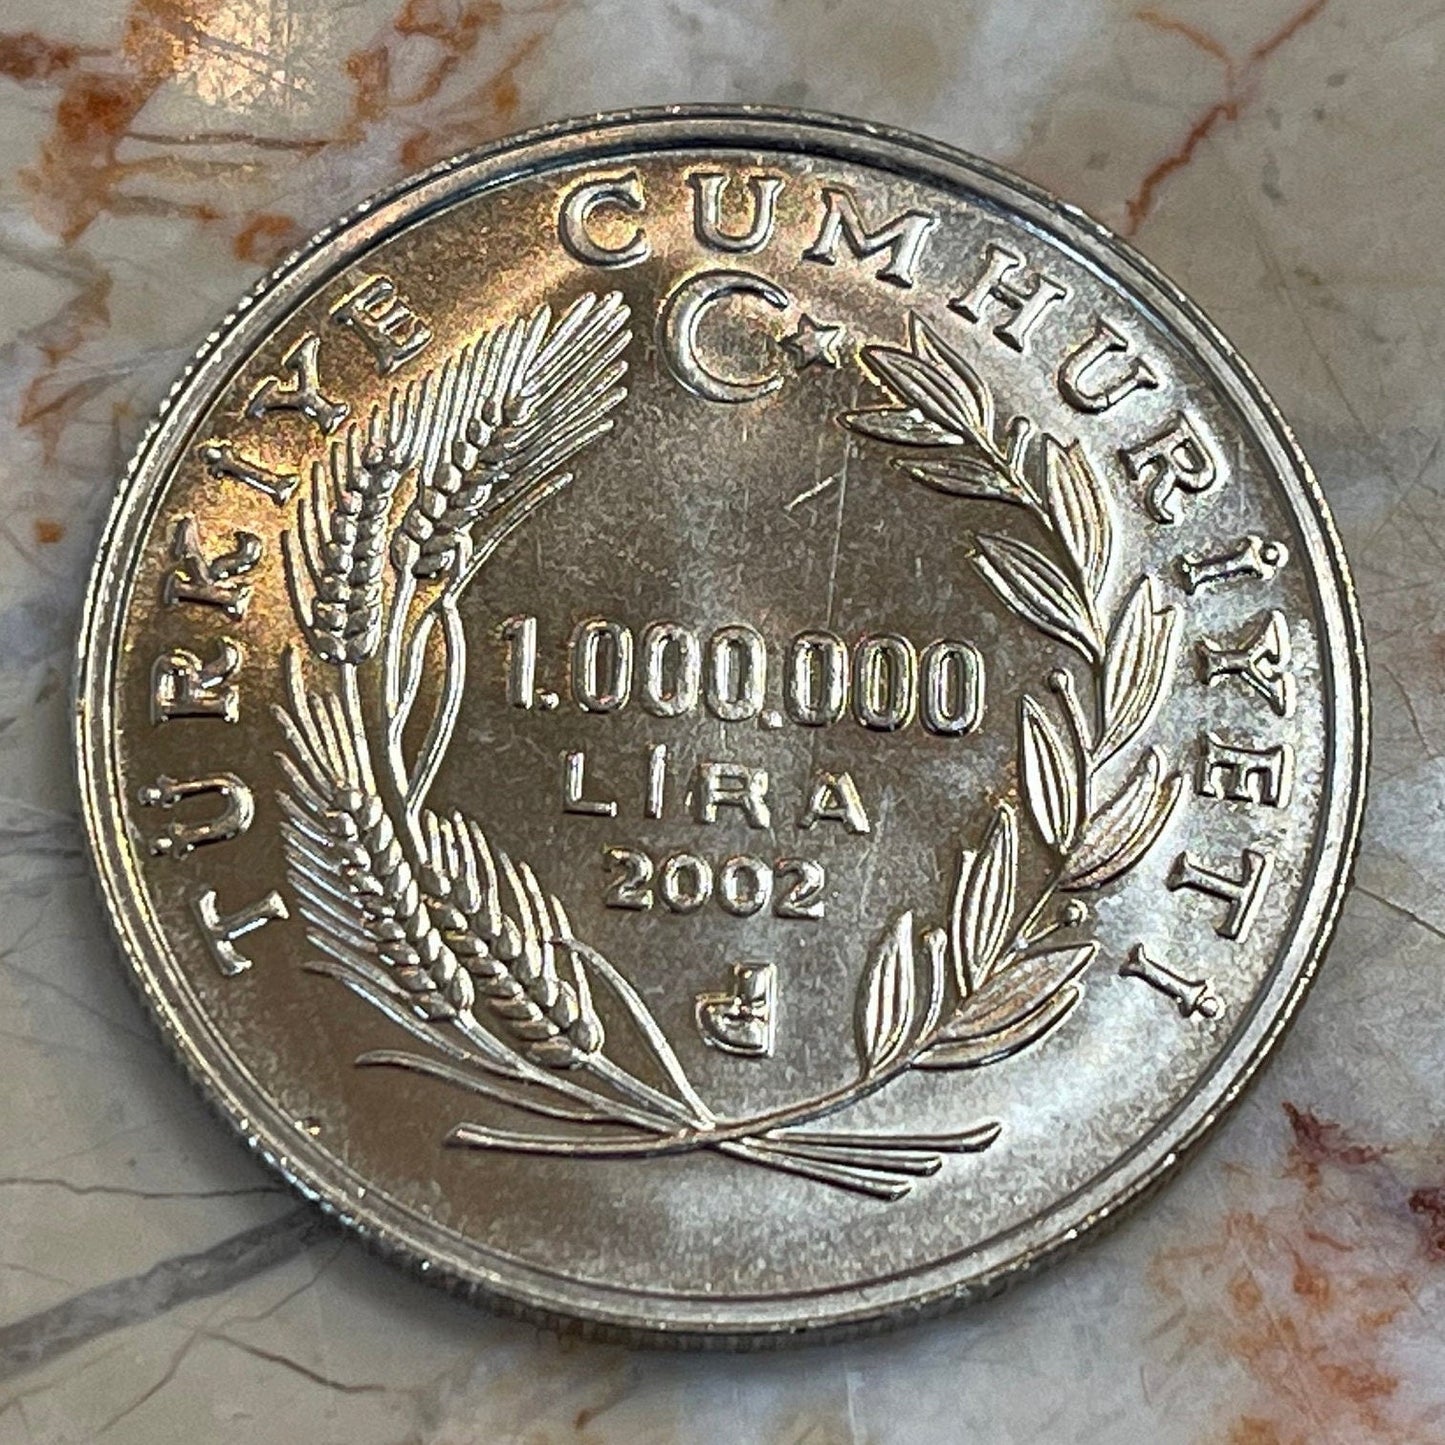 TÜRKİYE CUMHURİYETİ
1.000.000
LİRA
2002